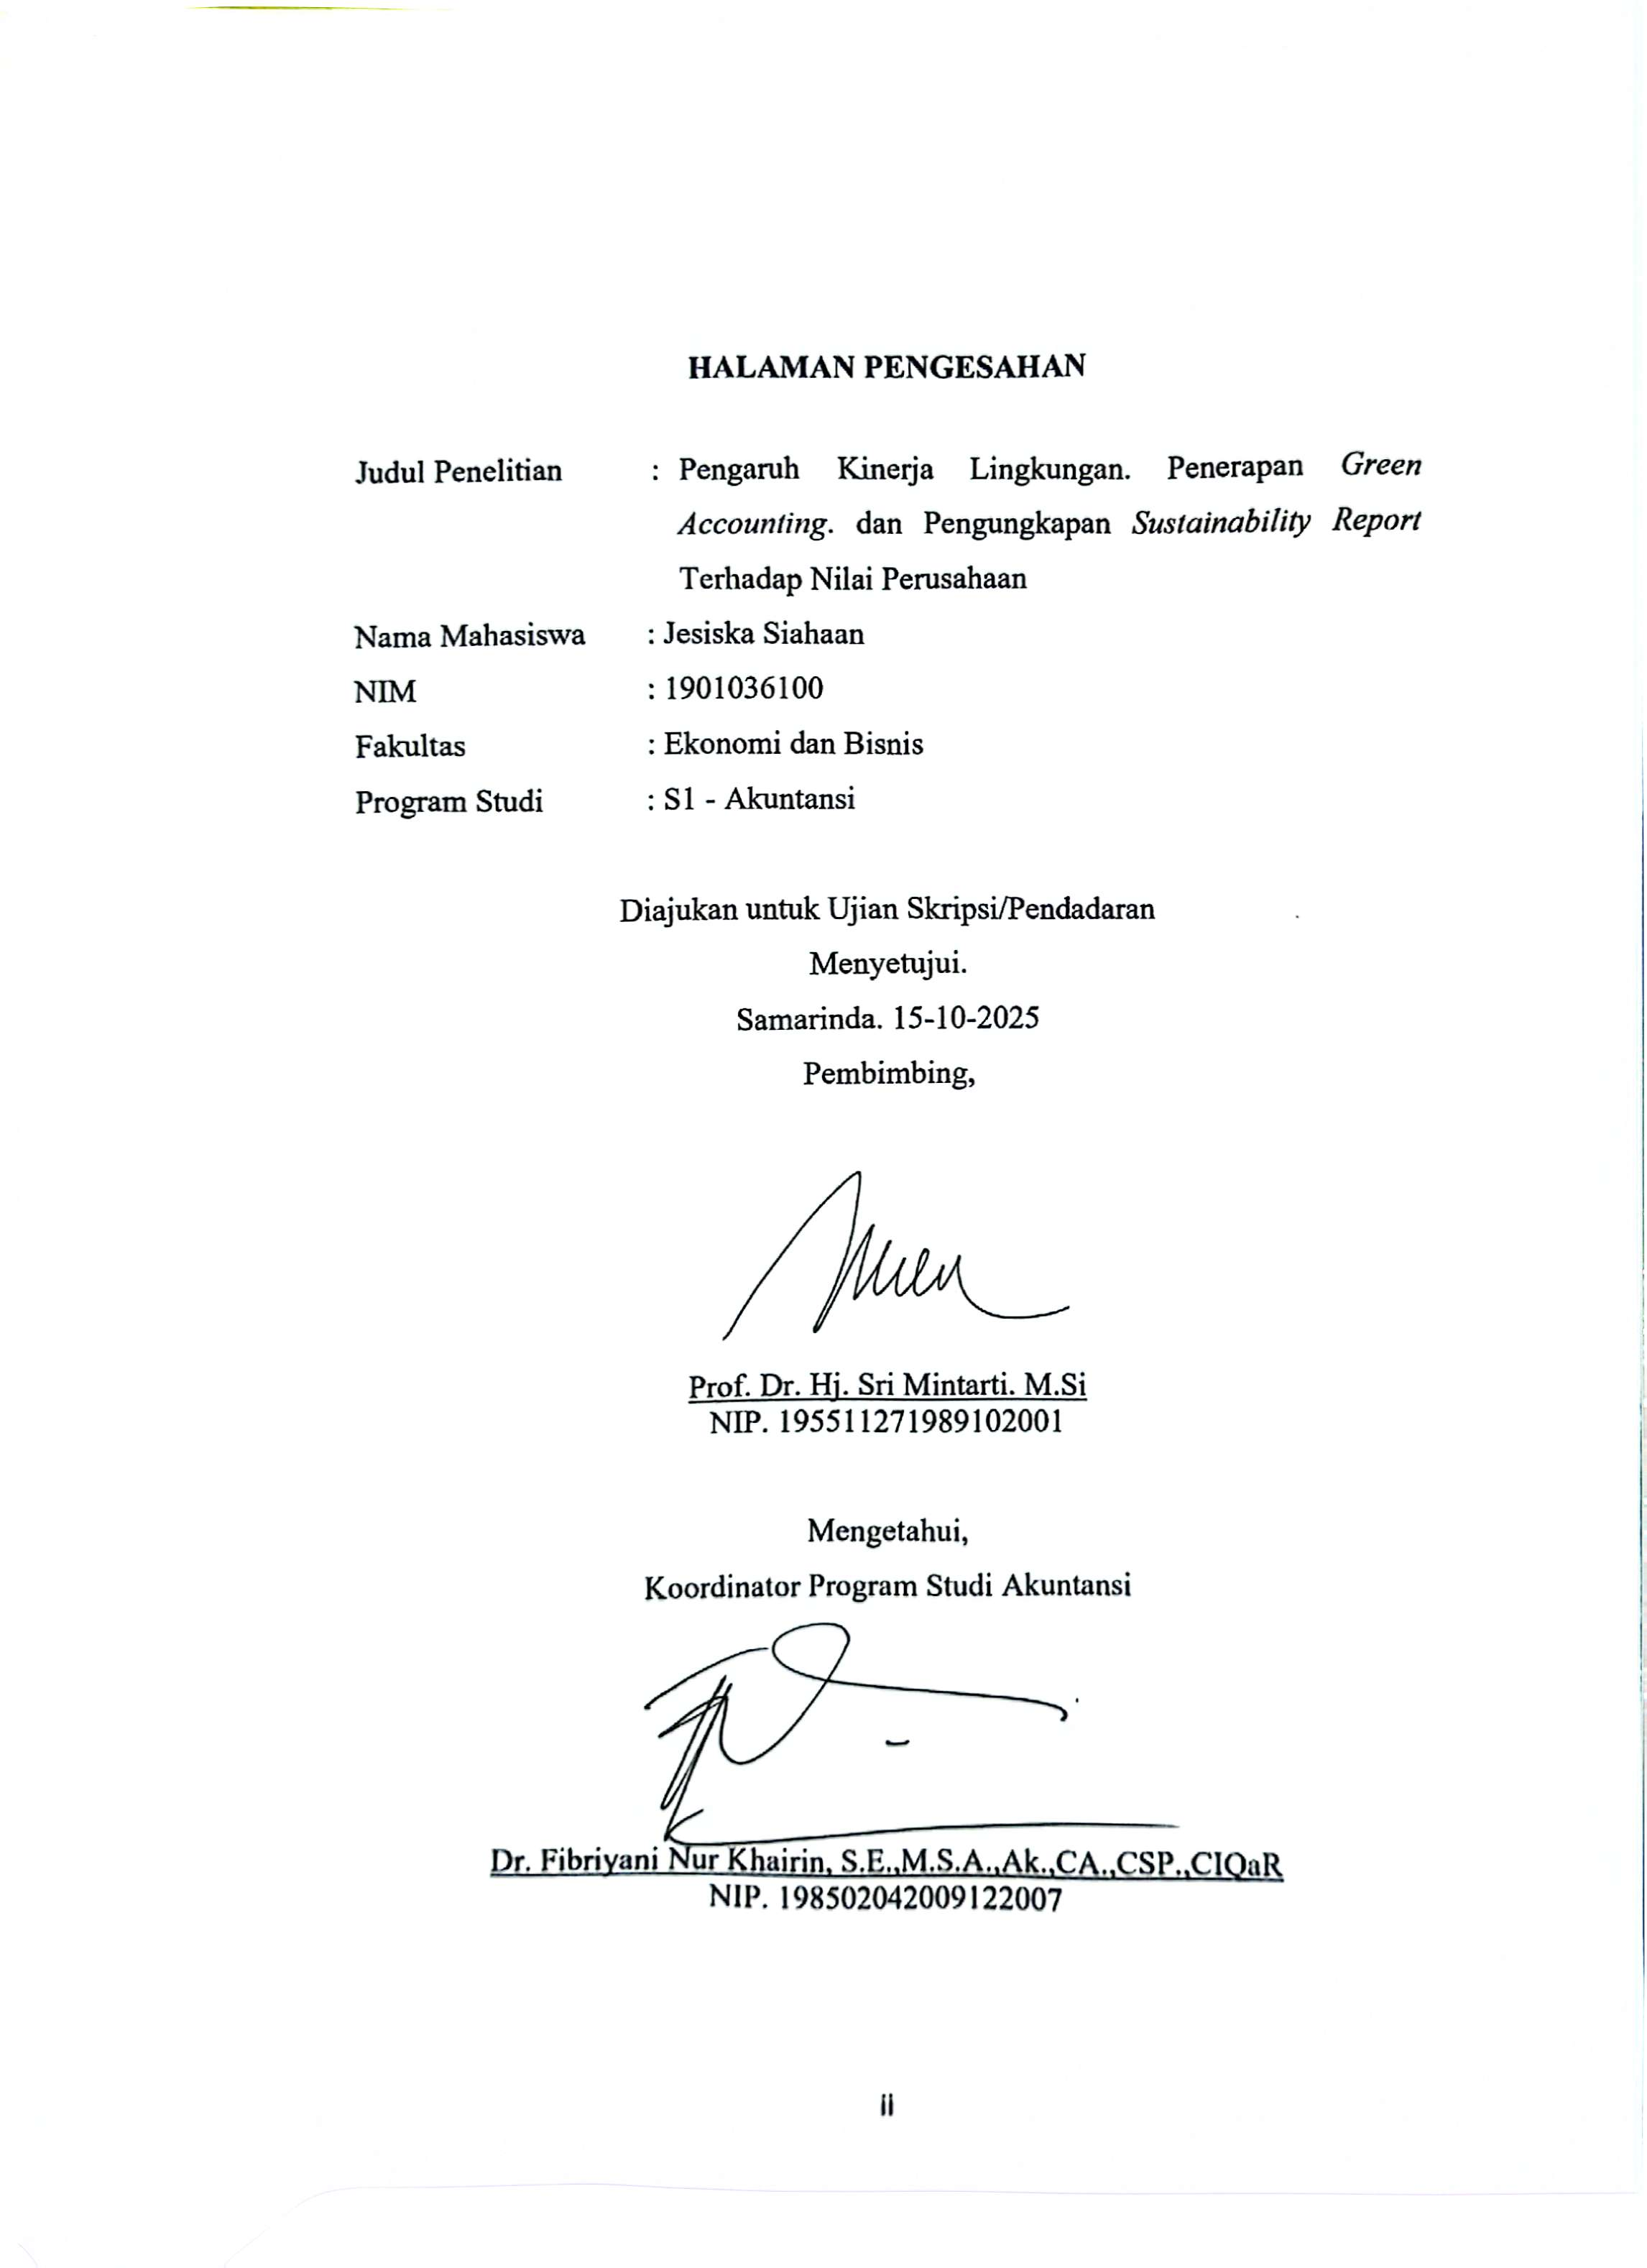 HALAMAN PENGESAHAN
Judul Penelitian : Pengaruh Kinerja Lingkungan. Penerapan Green
Accounting. dan Pengungkapan Sustainability Report
Terhadap Nilai Perusahaan
Nama Mahasiswa : Jesiska Siahaan
NIM : 1901036100
Fakultas : Ekonomi dan Bisnis
Program Studi : S1 - Akuntansi
Diajukan untuk Ujian Skripsi/Pendadaran
Menyetujui.
Samarinda. 15-10-2025
Pembimbing,
Prof. Dr. Hj. Sri Mintarti. M.Si
NIP. 195511271989102001
Mengetahui,
Koordinator Program Studi Akuntansi
Dr. Fibriyani Nur Khairin, S.E.,M.S.A.,Ak.,CA.,CSP.,CIQaR
NIP. 198502042009122007
ii